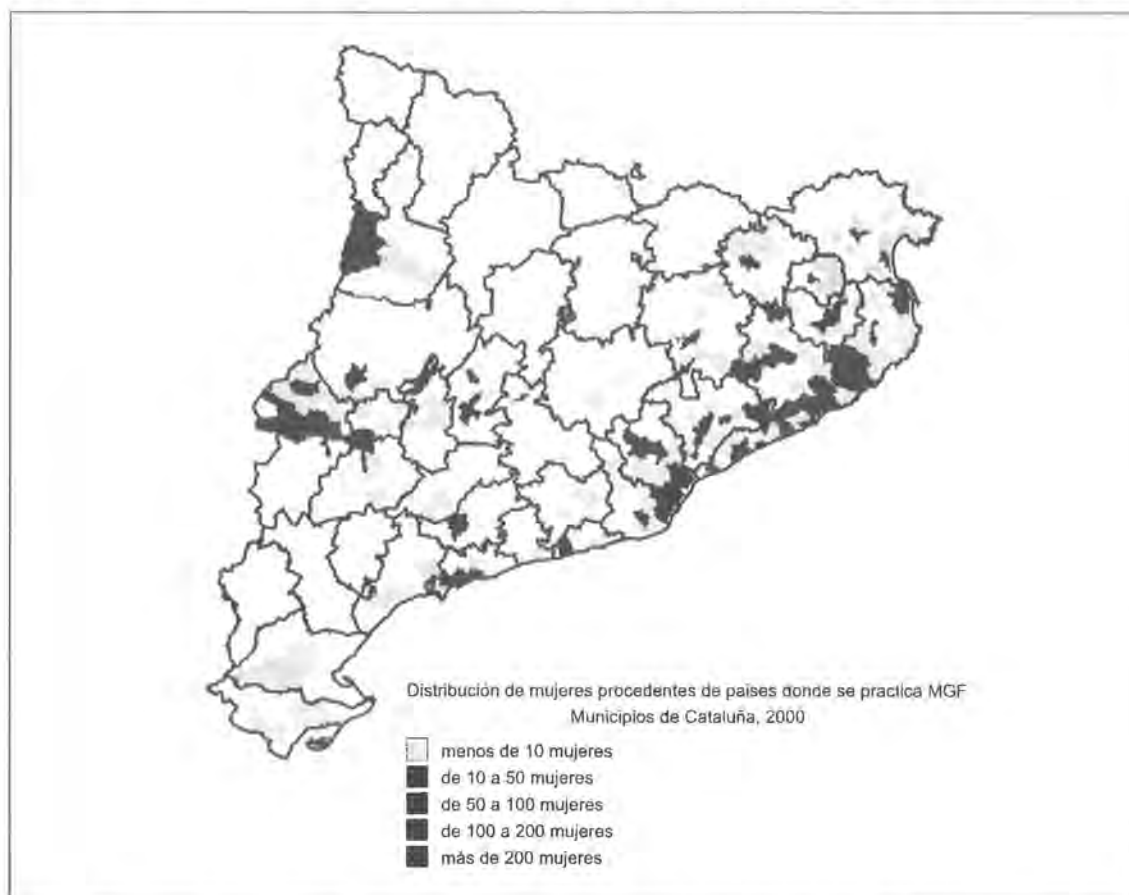 Distribución de mujeres procedentes de paises donde se practica MGF
Municipios de Cataluña, 2000
menos de 10 mujeres
de 10 a 50 mujeres
de 50 a 100 mujeres
de 100 a 200 mujeres
más de 200 mujeres